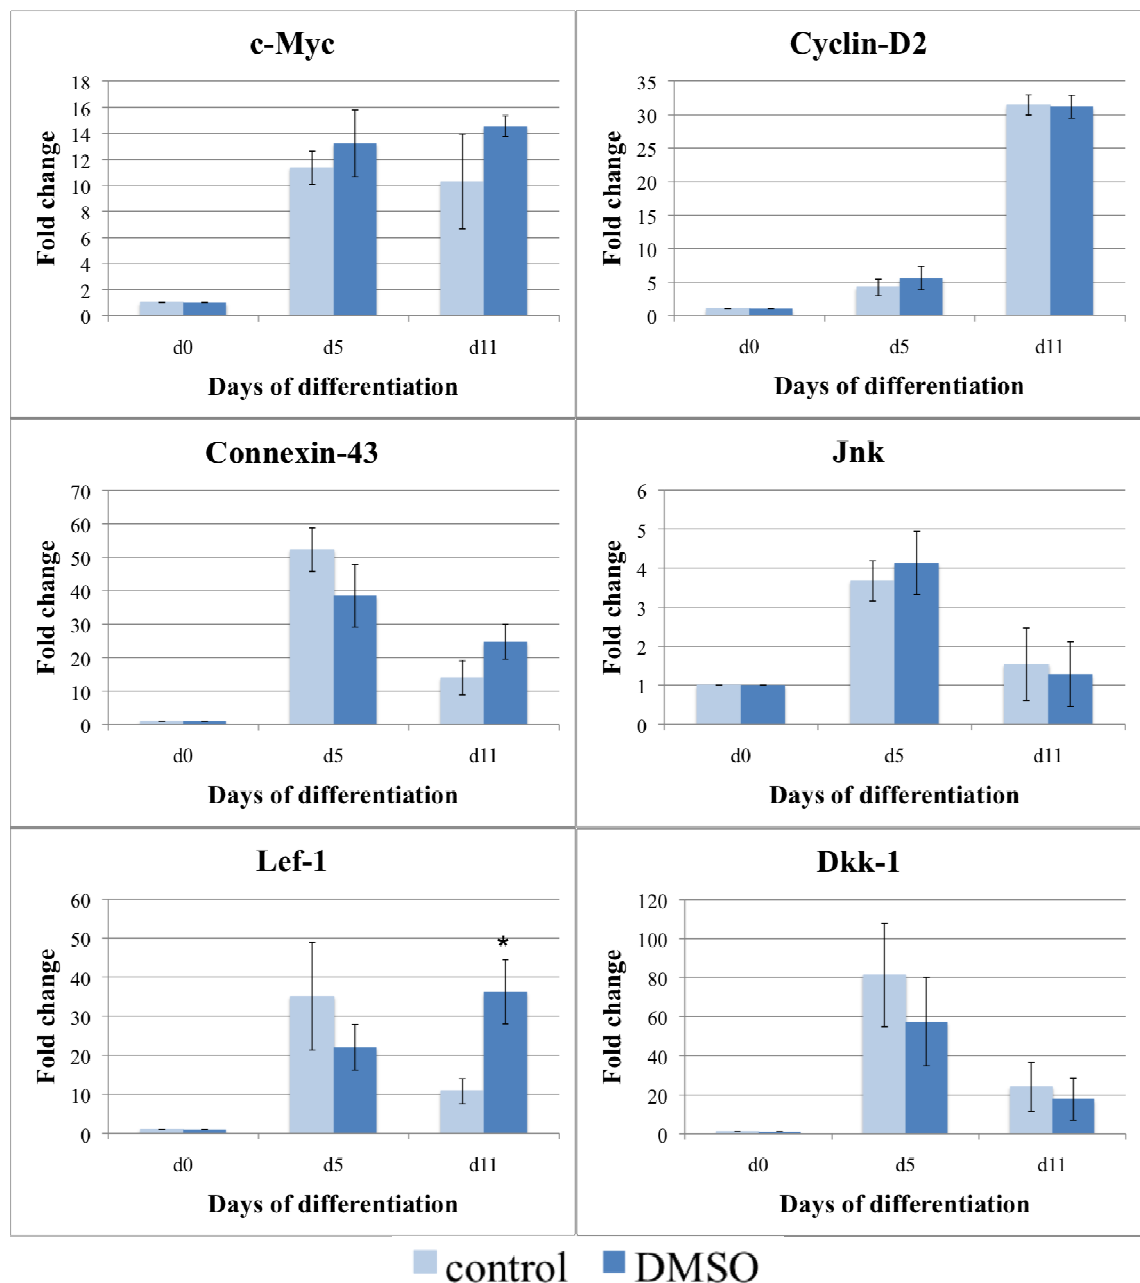 c-Myc
18
16
14
12
10
8
6
4
2
0
Fold change
d0 d5 d11
Days of differentiation
Cyclin-D2
35
30
25
20
15
10
5
0
Fold change
d0 d5 d11
Days of differentiation
Connexin-43
70
60
50
40
30
20
10
0
Fold change
d0 d5 d11
Days of differentiation
Jnk
6
5
4
3
2
1
0
Fold change
d0 d5 d11
Days of differentiation
Lef-1
60
50
40
30
20
10
0
Fold change
*
d0 d5 d11
Days of differentiation
Dkk-1
120
100
80
60
40
20
0
Fold change
d0 d5 d11
Days of differentiation
control DMSO